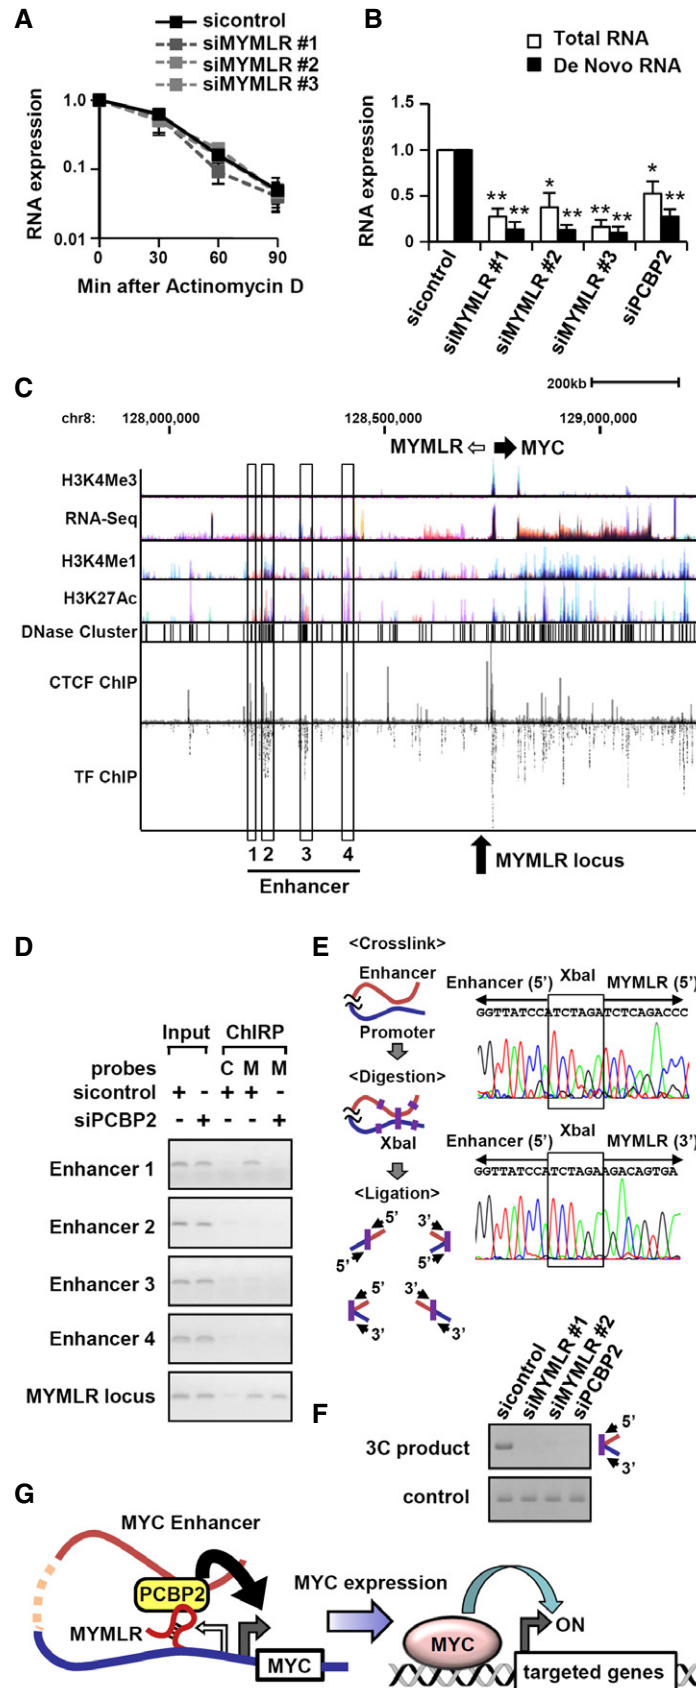 A
sicontrol
siMYMLR #1
siMYMLR #2
siMYMLR #3
RNA expression
1.0
0.1
0.01
0 30 60 90
Min after Actinomycin D
B
Total RNA
De Novo RNA
RNA expression
1.5
1.0
0.5
0
** ** * ** ** ** * **
sicontrol
siMYMLR #1
siMYMLR #2
siMYMLR #3
siPCBP2
C
200kb
chr8: 128,000,000 128,500,000 129,000,000
MYMLR MYC
H3K4Me3
RNA-Seq
H3K4Me1
H3K27Ac
DNase Cluster
CTCF ChIP
TF ChIP
1 2 3 4
Enhancer
MYMLR locus
D
Input ChIRP
probes C M M
sicontrol + - + + -
siPCBP2 - + - - +
Enhancer 1
Enhancer 2
Enhancer 3
Enhancer 4
MYMLR locus
E
<Crosslink>
Enhancer
Promoter
<Digestion>
XbaI
<Ligation>
5'
5'
3'
5'
5'
3'
3'
3'
Enhancer (5') XbaI MYMLR (5')
GGTTATCCATCTAGATCTCAGACCC
Enhancer (5') XbaI MYMLR (3')
GGTTATCCATCTAGAAGACAGTGA
F
sicontrol
siMYMLR #1
siMYMLR #2
siPCBP2
3C product
5'
3'
control
G
MYC Enhancer
PCBP2
MYMLR
MYC
MYC expression
MYC
ON
targeted genes